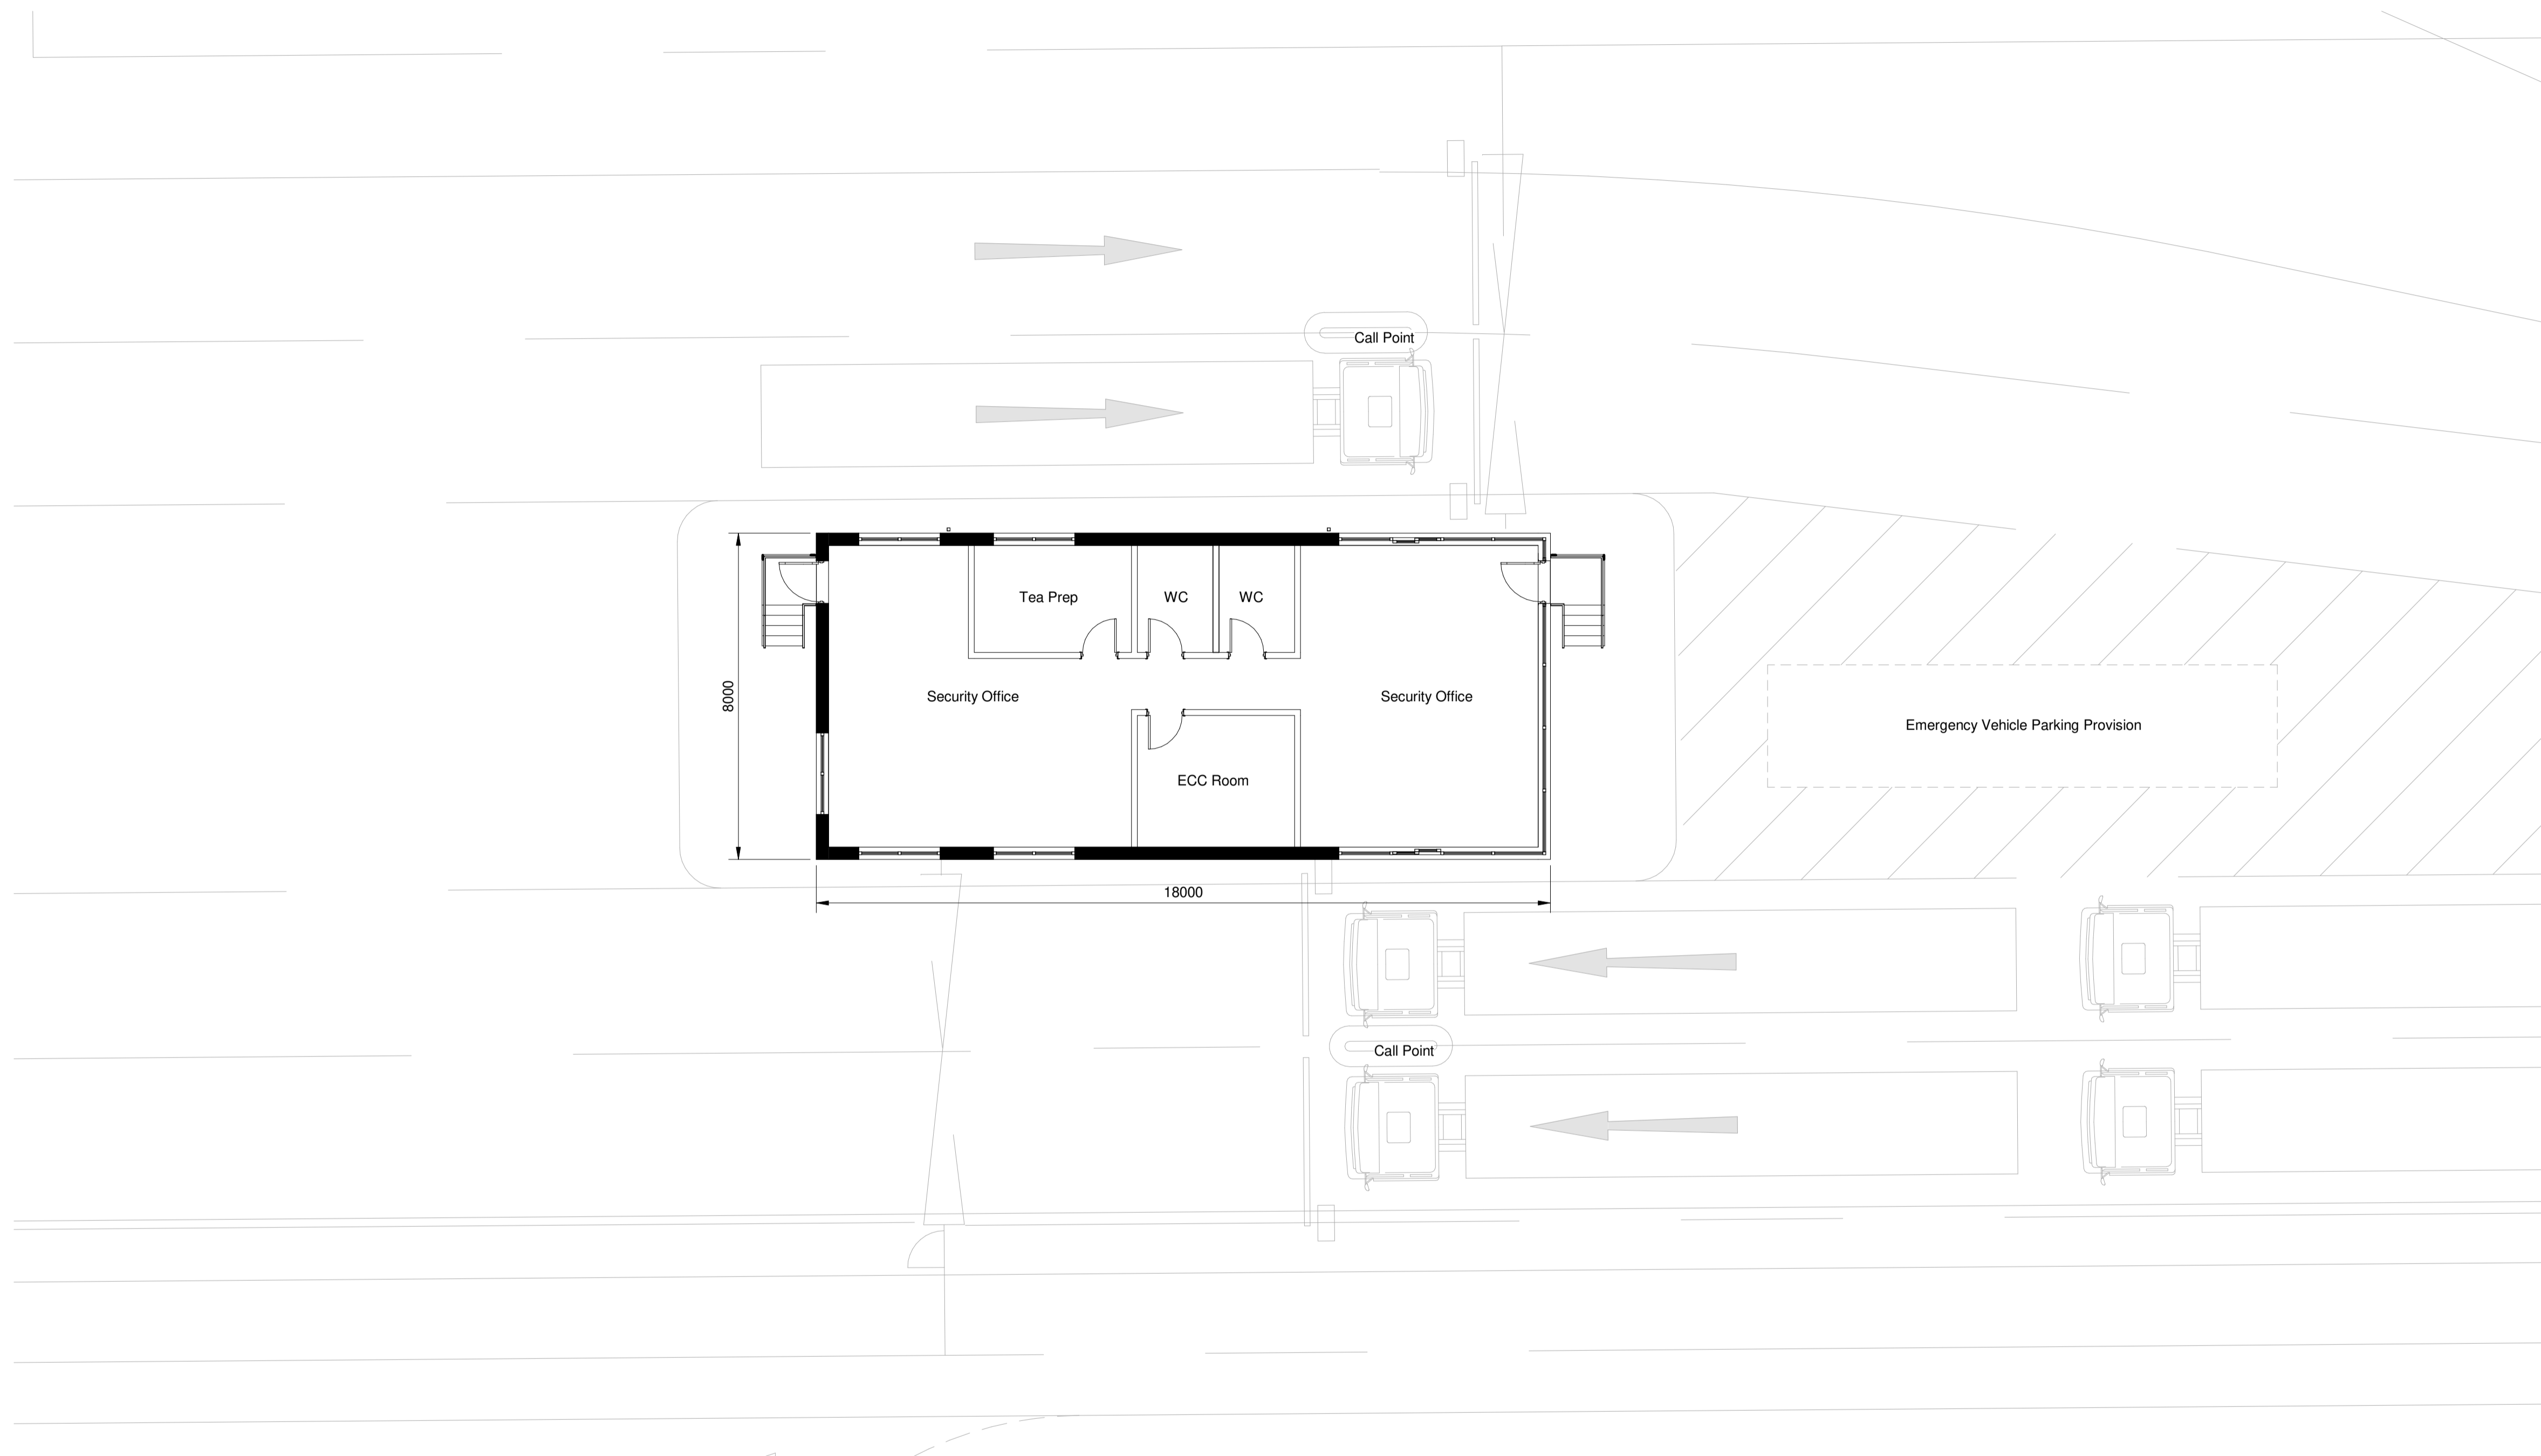 Call Point
Tea Prep
WC
WC
Security Office
Security Office
8000
Emergency Vehicle Parking Provision
ECC Room
18000
Call Point